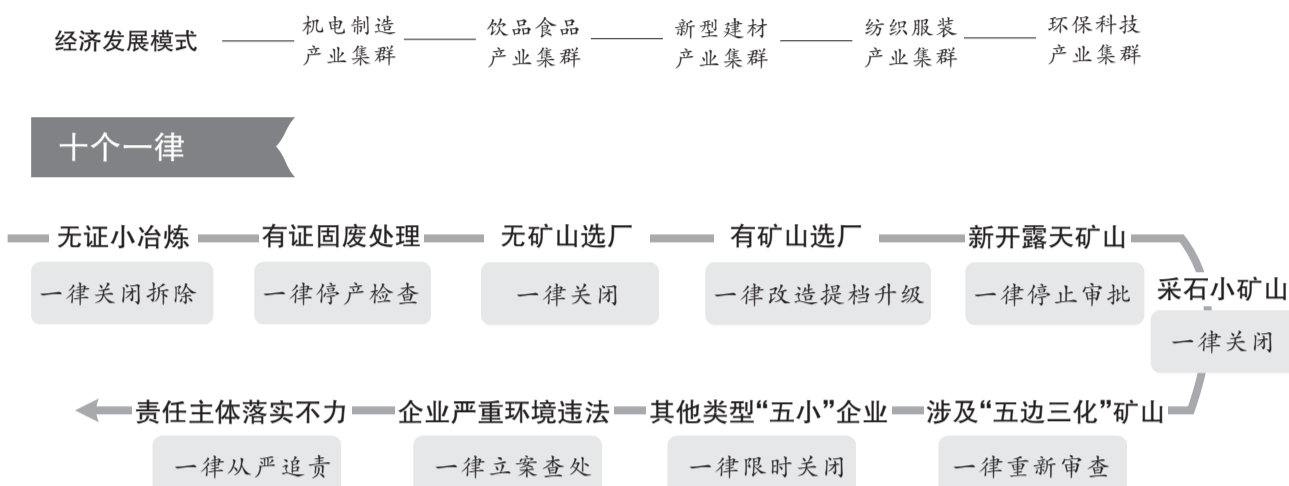 经济发展模式
机电制造
产业集群
饮品食品
产业集群
新型建材
产业集群
纺织服装
产业集群
环保科技
产业集群
十个一律
无证小冶炼
一律关闭拆除
有证固废处理
一律停产检查
无矿山选厂
一律关闭
有矿山选厂
一律改造提档升级
新开露天矿山
一律停止审批
采石小矿山
一律关闭
涉及“五边三化”矿山
一律重新审查
其他类型“五小”企业
一律限时关闭
企业严重环境违法
一律立案查处
责任主体落实不力
一律从严追责